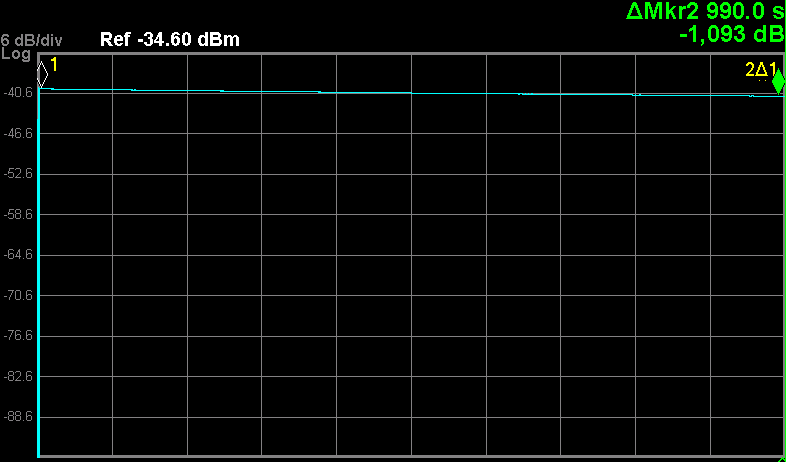 ΔMkr2 990.0 s
-1,093 dB
6 dB/div
Log
Ref -34.60 dBm
1
2Δ1
-40.6
-46.6
-52.6
-58.6
-64.6
-70.6
-76.6
-82.6
-88.6